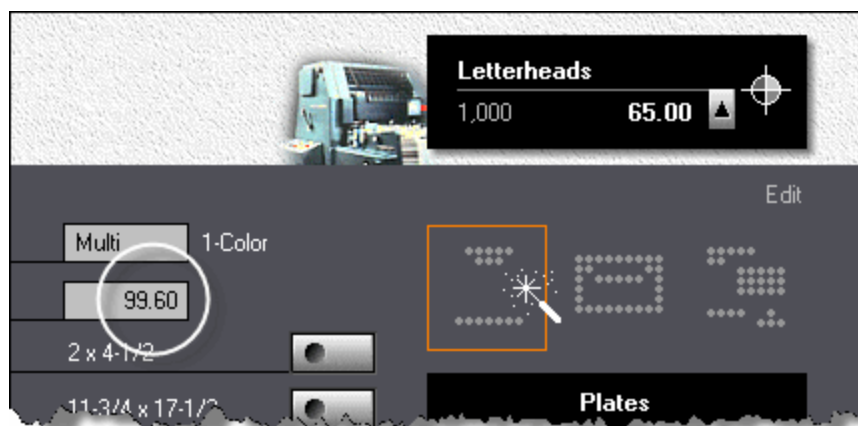 Letterheads
1,000 65.00
Edit
Multi 1-Color
99.60
2 x 4-1/2
11-3/4 x 17-1/2
Plates